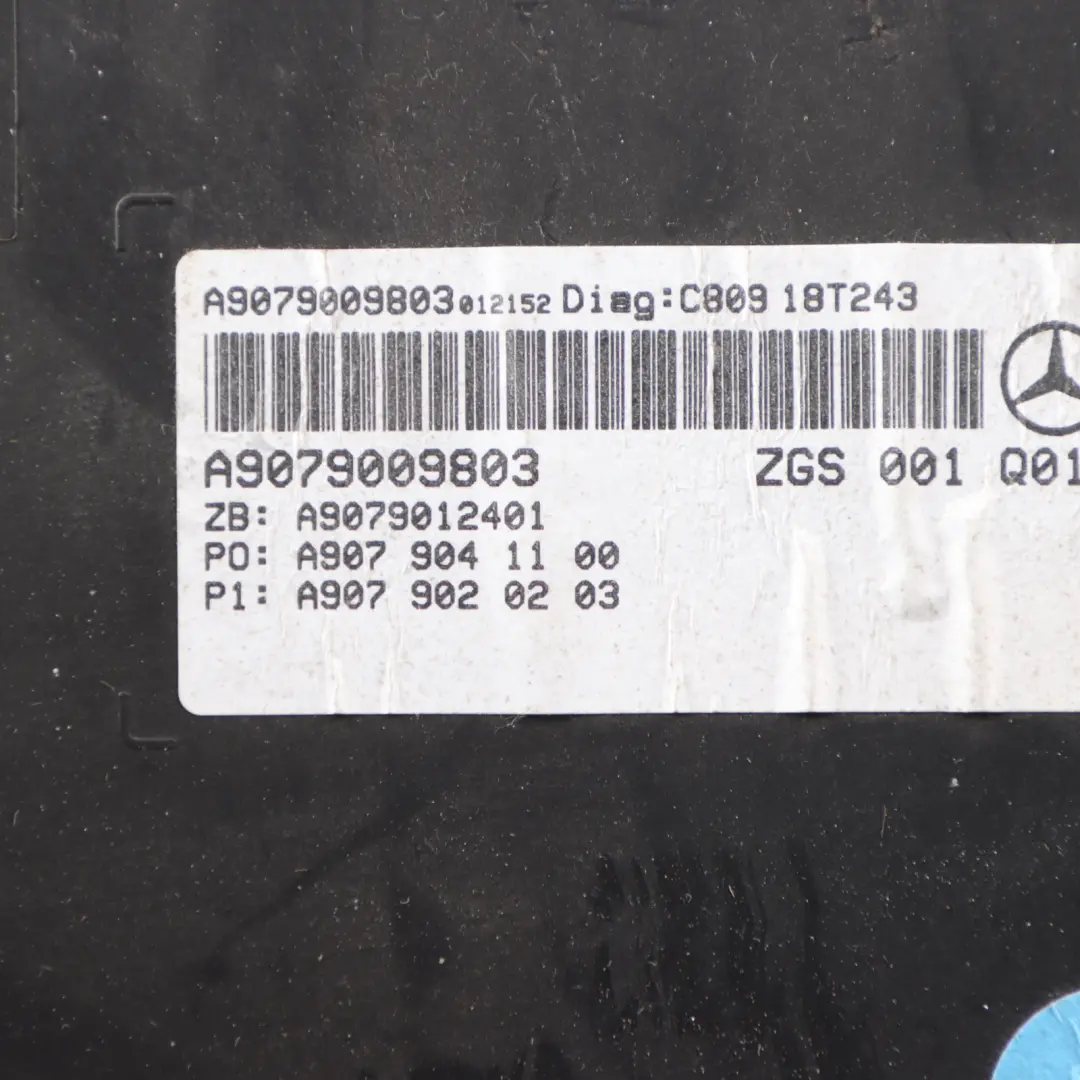 A9079009803 012152 Diag:C809 18T243
A9079009803 ZGS 001 Q01
ZB: A9079012401
P0: A907 904 11 00
P1: A907 902 02 03